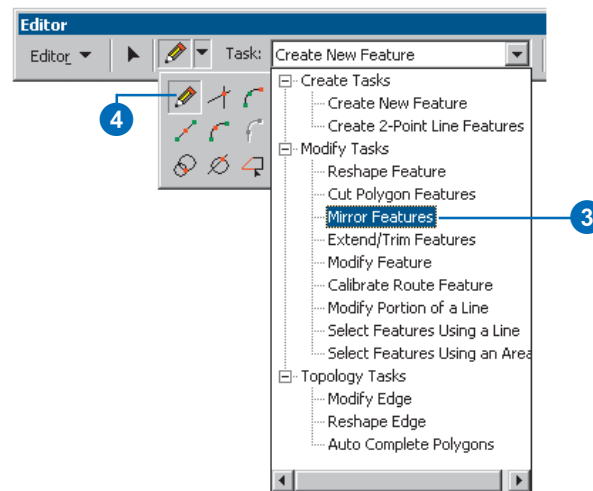 Editor
Editor Task: Create New Feature
4
Create Tasks
Create New Feature
Create 2-Point Line Features
Modify Tasks
Reshape Feature
Cut Polygon Features
Mirror Features
3
Extend/Trim Features
Modify Feature
Calibrate Route Feature
Modify Portion of a Line
Select Features Using a Line
Select Features Using an Area
Topology Tasks
Modify Edge
Reshape Edge
Auto Complete Polygons